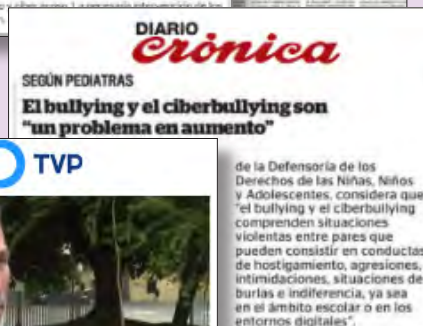 DIARIO
Crònica
SEGÚN PEDIATRAS
El bullying y el ciberbullying son
"un problema en aumento"
TVP
de la Defensoría de los
Derechos de las Niñas, Niños
y Adolescentes, considera que
"el bullying y el ciberbullying
comprenden situaciones
violentas entre pares que
pueden consistir en conductas
de hostigamiento, agresiones,
intimidaciones, situaciones de
burlas e indiferencia, ya sea
en el ámbito escolar o en los
entornos digitales".